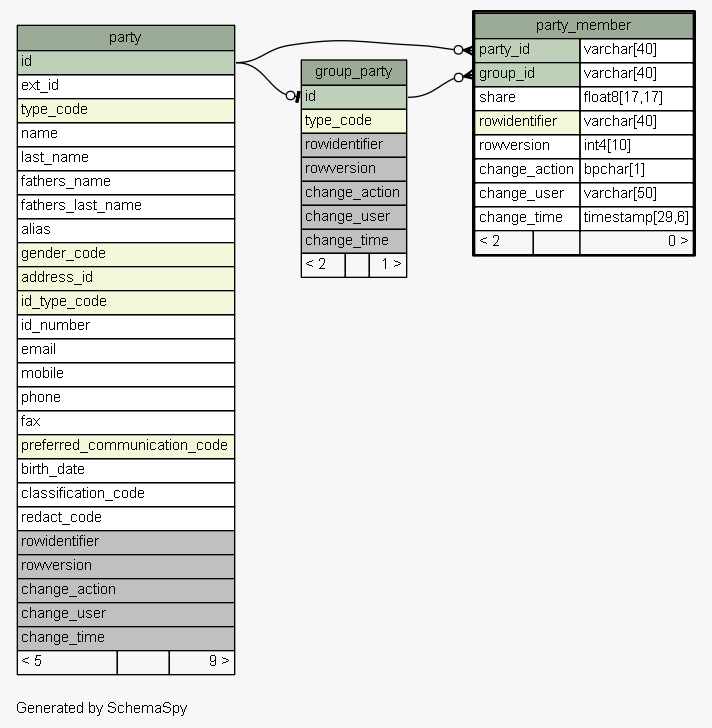 party
id
ext_id
type_code
name
last_name
fathers_name
fathers_last_name
alias
gender_code
address_id
id_type_code
id_number
email
mobile
phone
fax
preferred_communication_code
birth_date
classification_code
redact_code
rowidentifier
rowversion
change_action
change_user
change_time
< 5 9 >
group_party
id
type_code
rowidentifier
rowversion
change_action
change_user
change_time
< 2 1 >
party_member
party_id varchar[40]
group_id varchar[40]
share float8[17,17]
rowidentifier varchar[40]
rowversion int4[10]
change_action bpchar[1]
change_user varchar[50]
change_time timestamp[29,6]
< 2 0 >
Generated by SchemaSpy